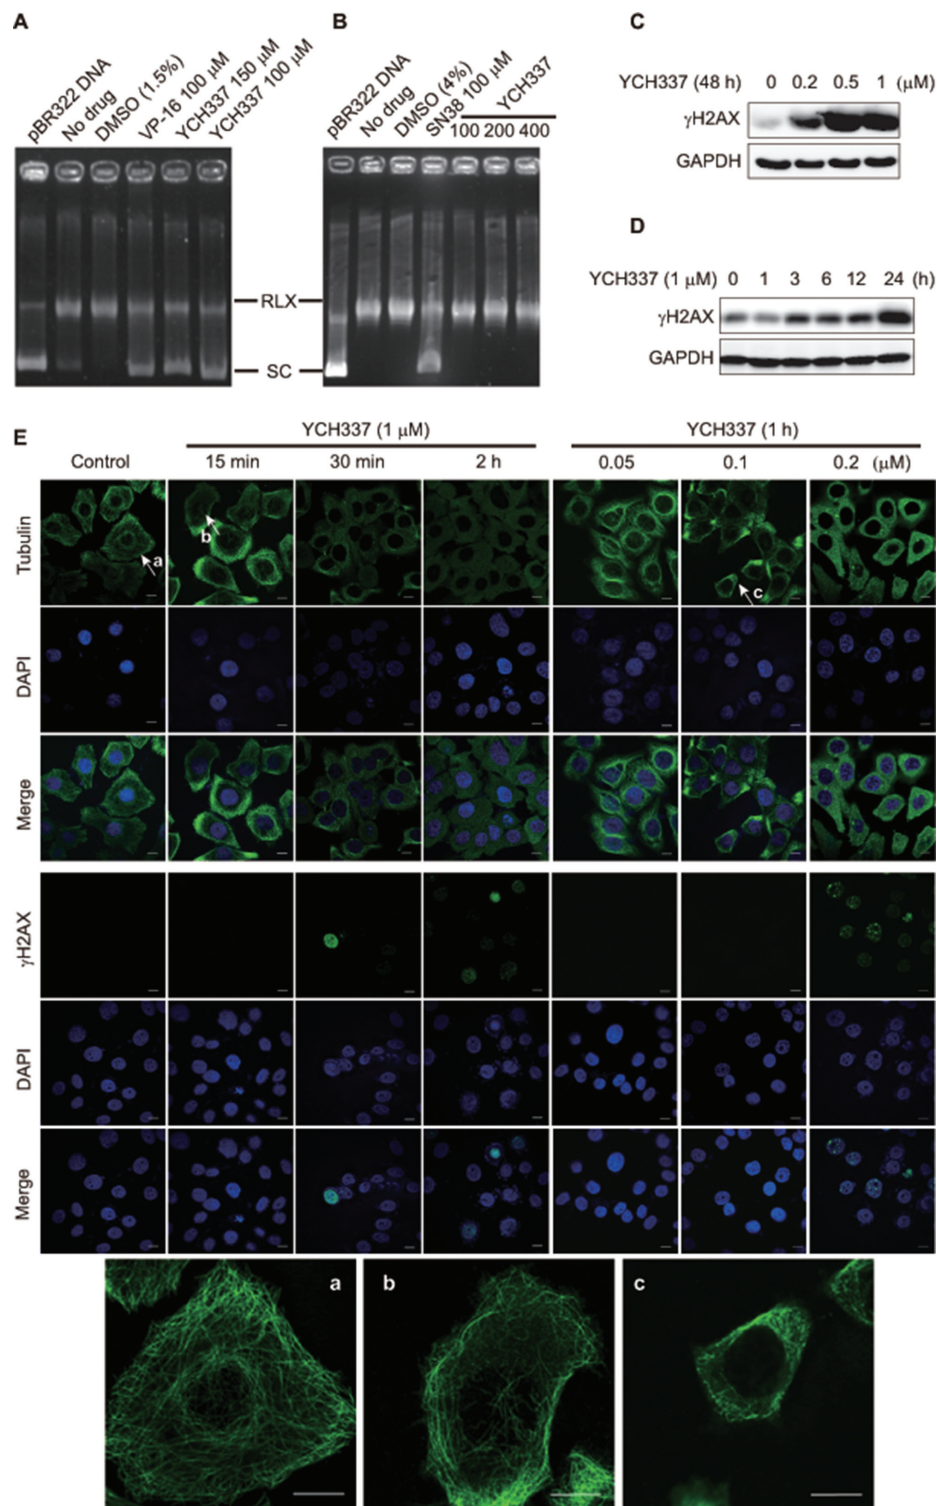 A
pBR322 DNA
No drug
DMSO (1.5%)
VP-16 100 μM
YCH337 150 μM
YCH337 100 μM
RLX
SC
B
pBR322 DNA
No drug
DMSO (4%)
SN38 100 μM
YCH337
100 200 400
C
YCH337 (48 h) 0 0.2 0.5 1 (μM)
γH2AX
GAPDH
D
YCH337 (1 μM) 0 1 3 6 12 24 (h)
γH2AX
GAPDH
E
YCH337 (1 μM) YCH337 (1 h)
Control 15 min 30 min 2 h 0.05 0.1 0.2 (μM)
Tubulin
a
b
c
DAPI
Merge
γH2AX
DAPI
Merge
a b c